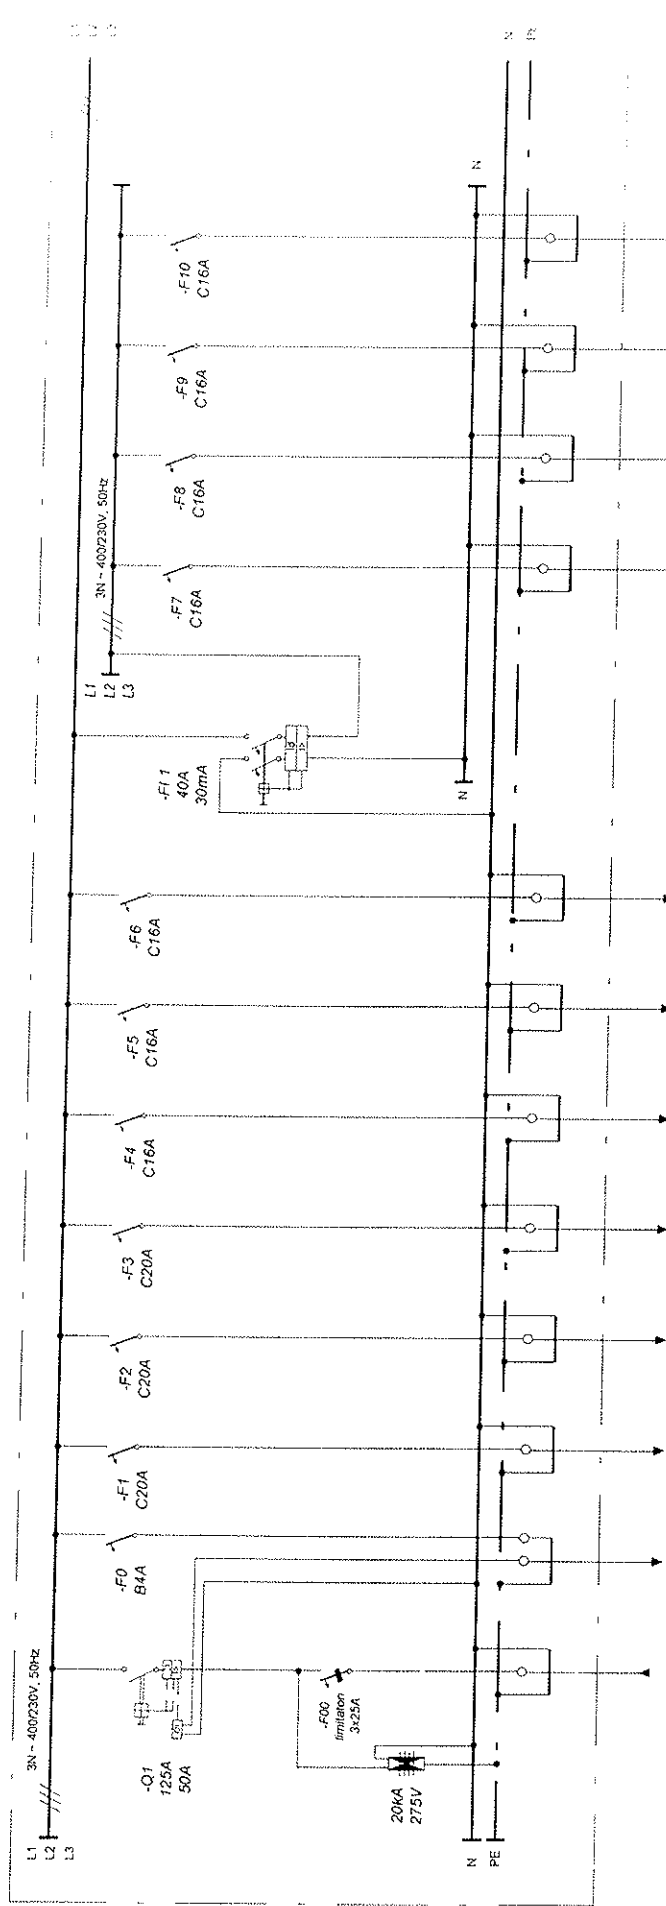 L1
L2
L3
3N ~ 400/230V, 50Hz
-Q1
125A
50A
-F00
limitaton
3x25A
20kA
275V
N
PE
-F0
B4A
-F1
C20A
-F2
C20A
-F3
C20A
-F4
C16A
-F5
C16A
-F6
C16A
-FI 1
40A
30mA
N
L1
L2
L3
3N ~ 400/230V, 50Hz
-F7
C16A
-F8
C16A
-F9
C16A
-F10
C16A
N
N
PE